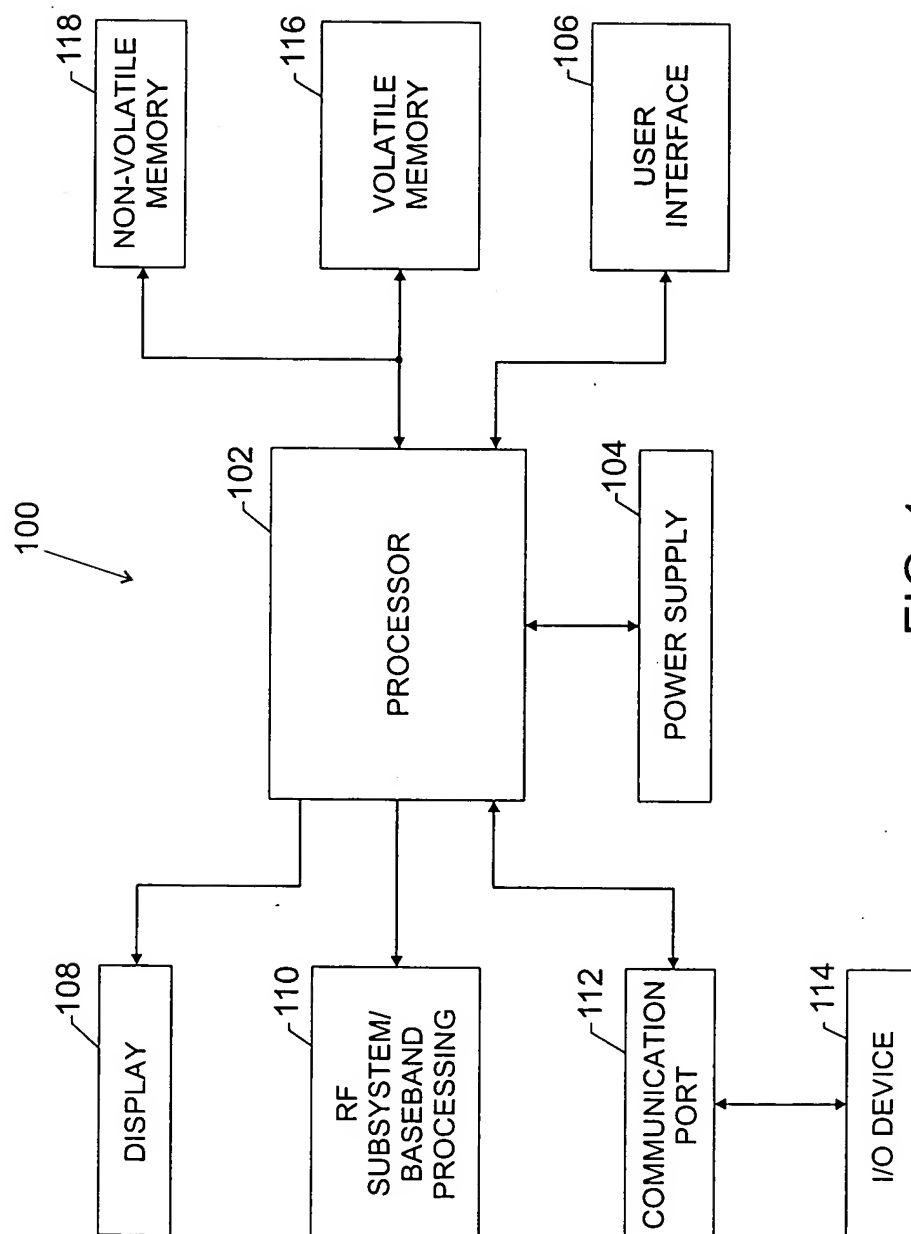 100
108
DISPLAY
102
PROCESSOR
118
NON-VOLATILE
MEMORY
110
RF
SUBSYSTEM/
BASEBAND
PROCESSING
116
VOLATILE
MEMORY
112
COMMUNICATION
PORT
104
POWER SUPPLY
106
USER
INTERFACE
114
I/O DEVICE